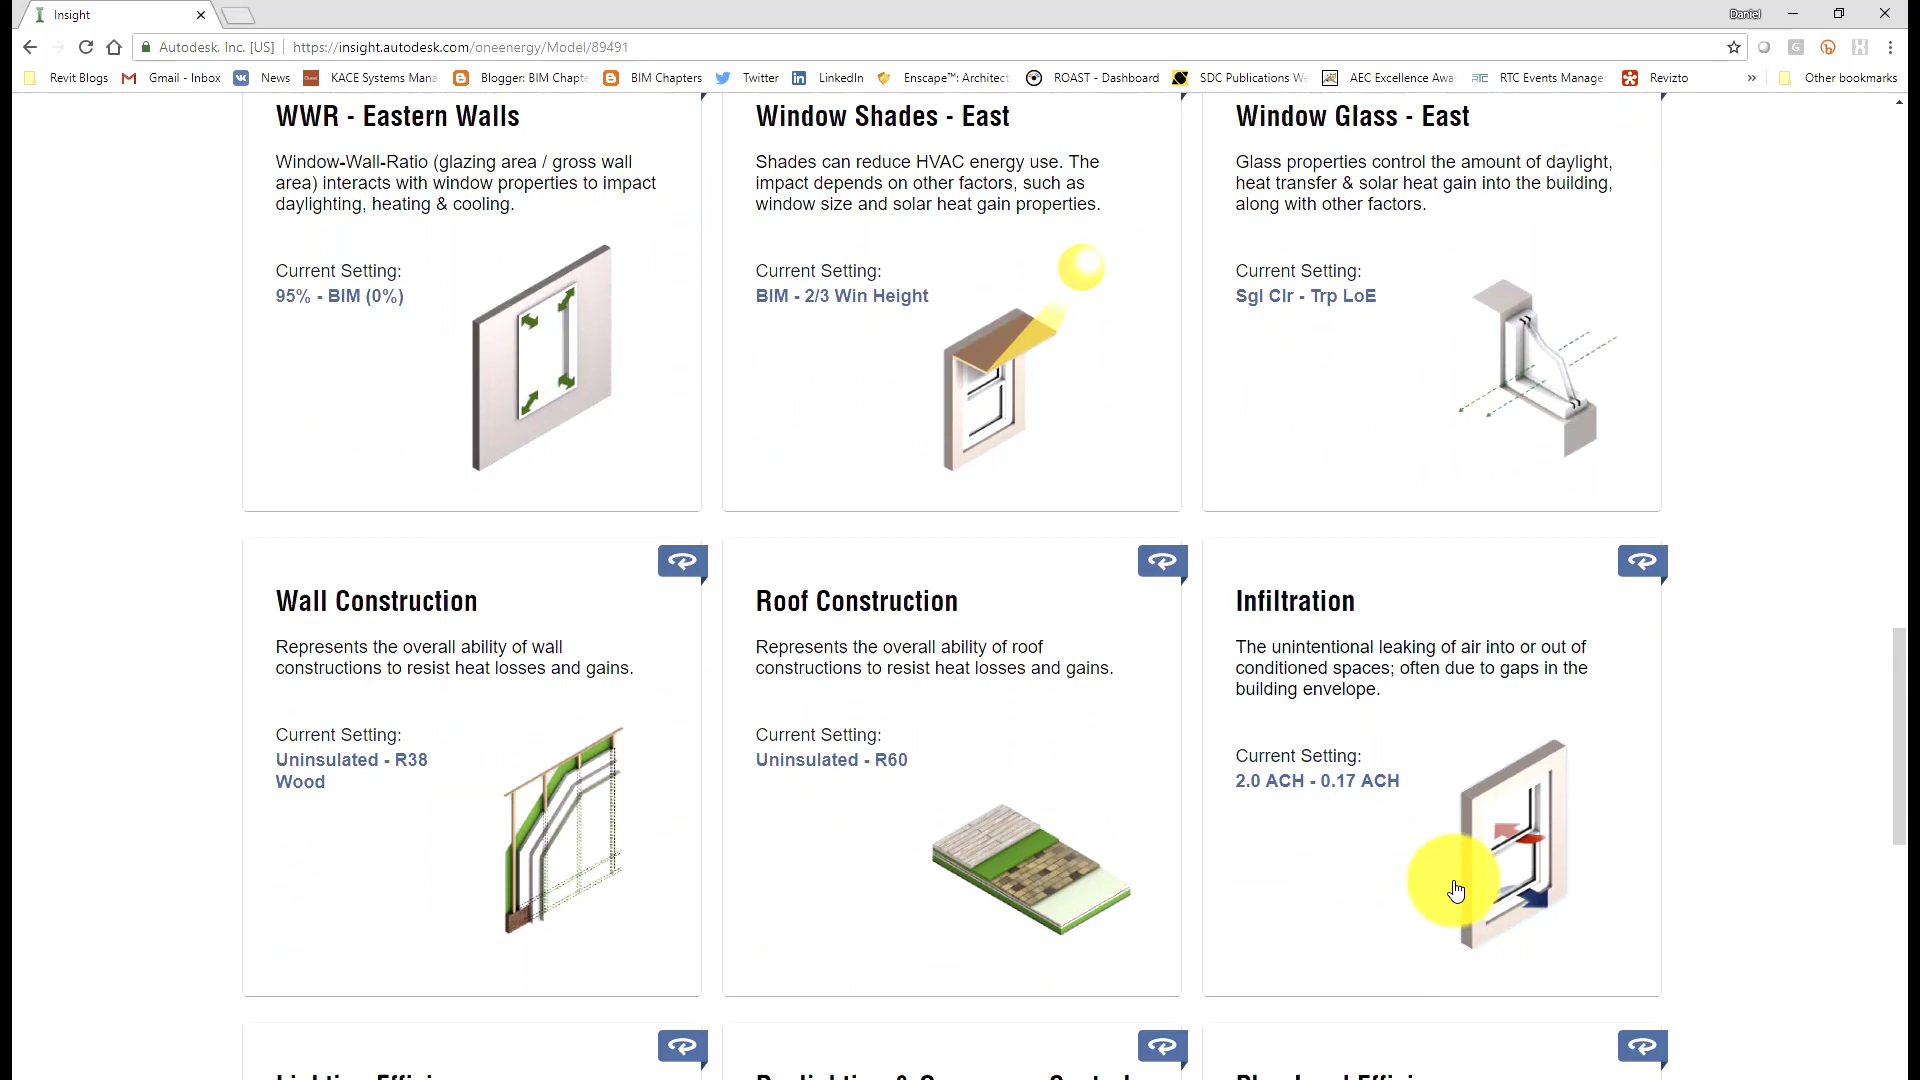 Insight
Daniel
Autodesk, Inc. [US] https://insight.autodesk.com/oneenergy/Model/89491
Revit Blogs Gmail - Inbox News KACE Systems Mana Blogger: BIM Chapte BIM Chapters Twitter LinkedIn Enscape™: Architect ROAST - Dashboard SDC Publications We AEC Excellence Awa RTC Events Manage Revizto » Other bookmarks
WWR - Eastern Walls
Window-Wall-Ratio (glazing area / gross wall
area) interacts with window properties to impact
daylighting, heating & cooling.
Current Setting:
95% - BIM (0%)
Window Shades - East
Shades can reduce HVAC energy use. The
impact depends on other factors, such as
window size and solar heat gain properties.
Current Setting:
BIM - 2/3 Win Height
Window Glass - East
Glass properties control the amount of daylight,
heat transfer & solar heat gain into the building,
along with other factors.
Current Setting:
Sgl Clr - Trp LoE
Wall Construction
Represents the overall ability of wall
constructions to resist heat losses and gains.
Current Setting:
Uninsulated - R38
Wood
Roof Construction
Represents the overall ability of roof
constructions to resist heat losses and gains.
Current Setting:
Uninsulated - R60
Infiltration
The unintentional leaking of air into or out of
conditioned spaces; often due to gaps in the
building envelope.
Current Setting:
2.0 ACH - 0.17 ACH